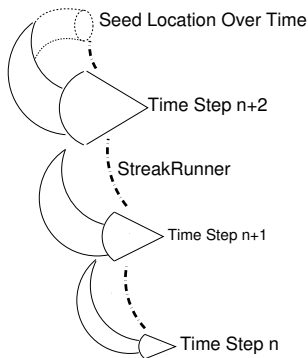 Seed Location Over Time
Time Step n+2
StreakRunner
Time Step n+1
Time Step n